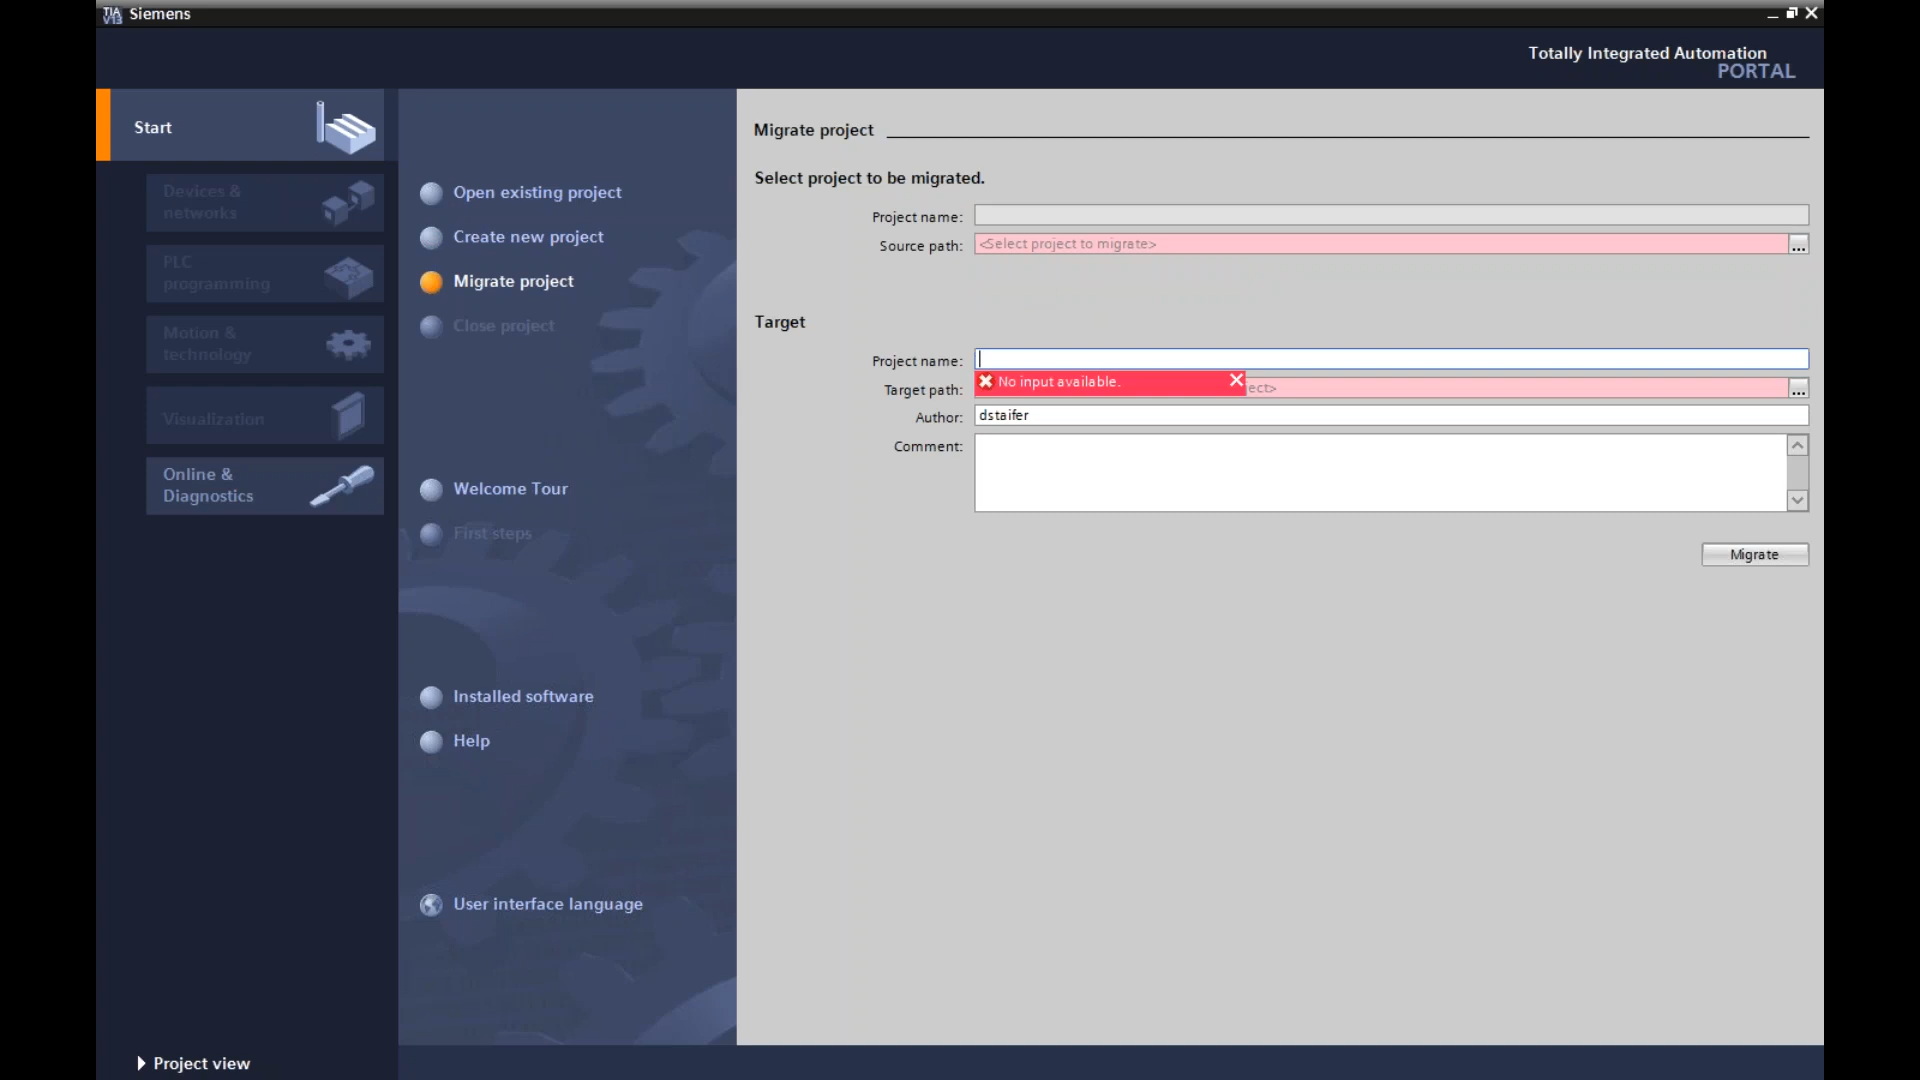 TIA
V13
Siemens
Totally Integrated Automation
PORTAL
Start
Devices &
networks
PLC
programming
Motion &
technology
Visualization
Online &
Diagnostics
Open existing project
Create new project
Migrate project
Close project
Welcome Tour
First steps
Installed software
Help
User interface language
Migrate project
Select project to be migrated.
Project name:
Source path: <Select project to migrate> ...
Target
Project name:
No input available.
Target path: ect> ...
Author: dstaifer
Comment:
Migrate
Project view